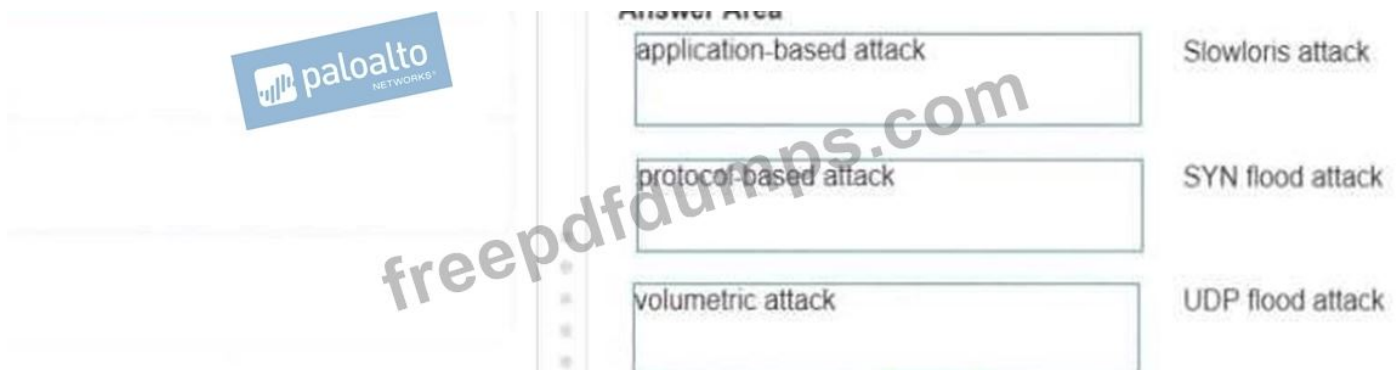 Answer Area
paloalto
NETWORKS®
application-based attack
Slowloris attack
protocol-based attack
SYN flood attack
volumetric attack
UDP flood attack
freepdfdumps.com